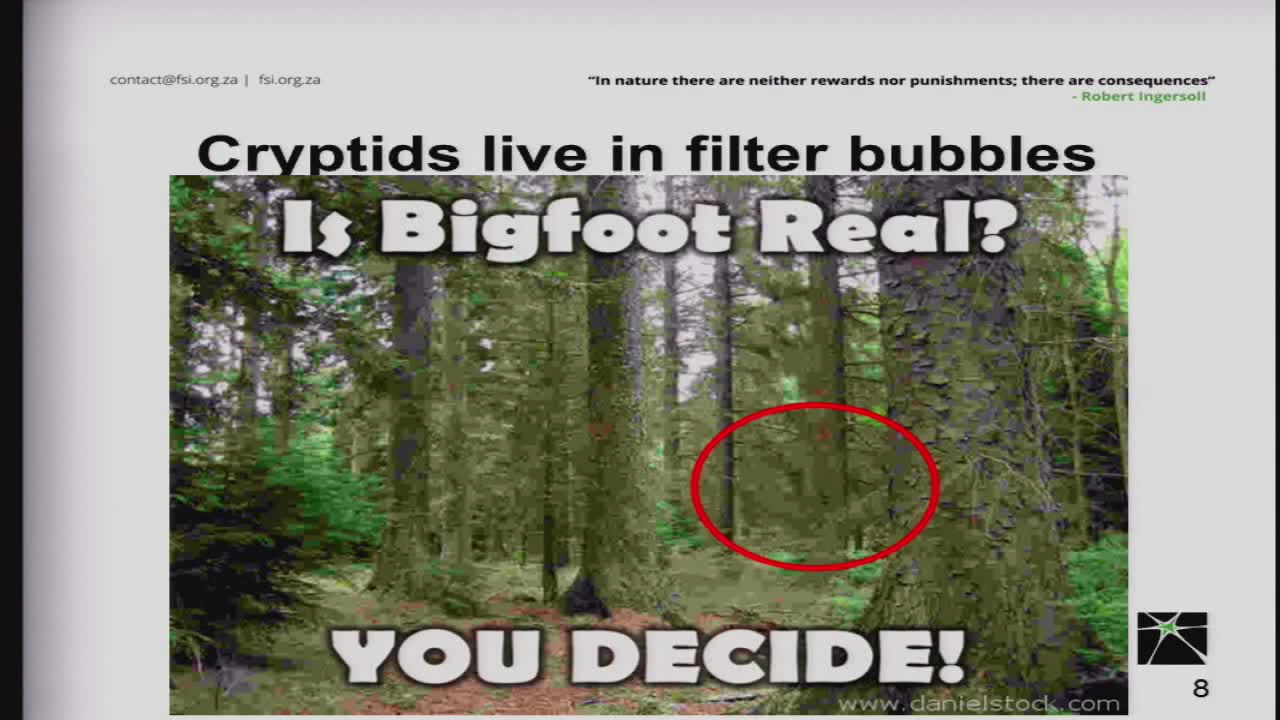 contact@fsi.org.za | fsi.org.za
“In nature there are neither rewards nor punishments; there are consequences”
- Robert Ingersoll
Cryptids live in filter bubbles
Is Bigfoot Real?
YOU DECIDE!
www.danielstock.com
8